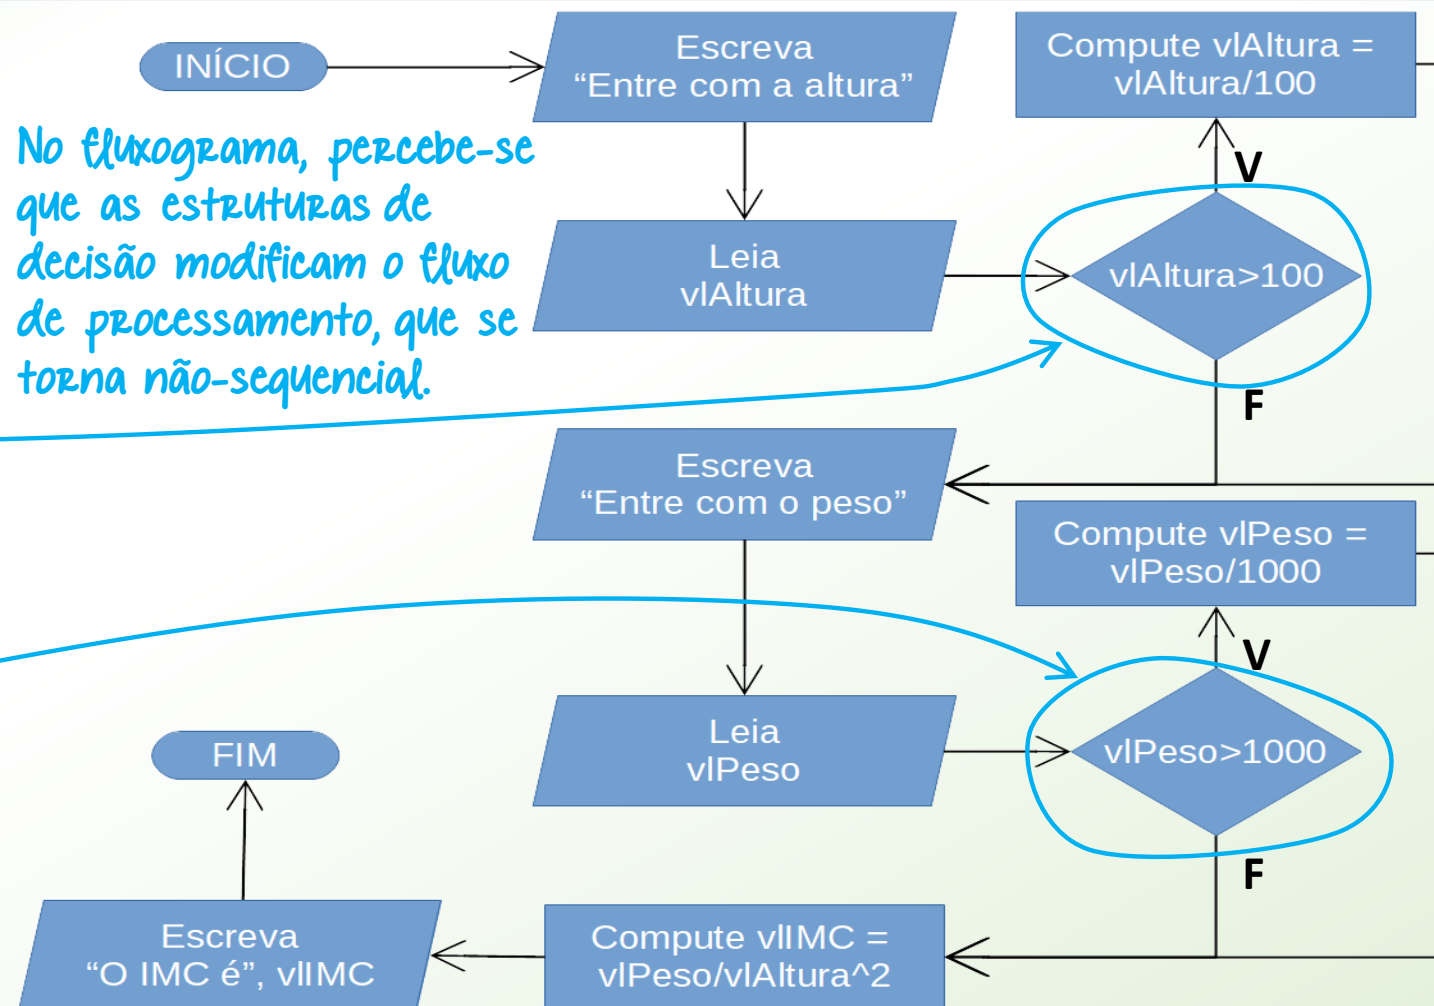 INÍCIO
Escreva
“Entre com a altura”
Compute vlAltura =
vlAltura/100
No fluxograma, percebe-se
que as estruturas de
decisão modificam o fluxo
de processamento, que se
torna não-sequencial.
V
Leia
vlAltura
vlAltura>100
F
Escreva
“Entre com o peso”
Compute vlPeso =
vlPeso/1000
V
Leia
vlPeso
vlPeso>1000
F
FIM
Escreva
“O IMC é”, vlIMC
Compute vlIMC =
vlPeso/vlAltura^2